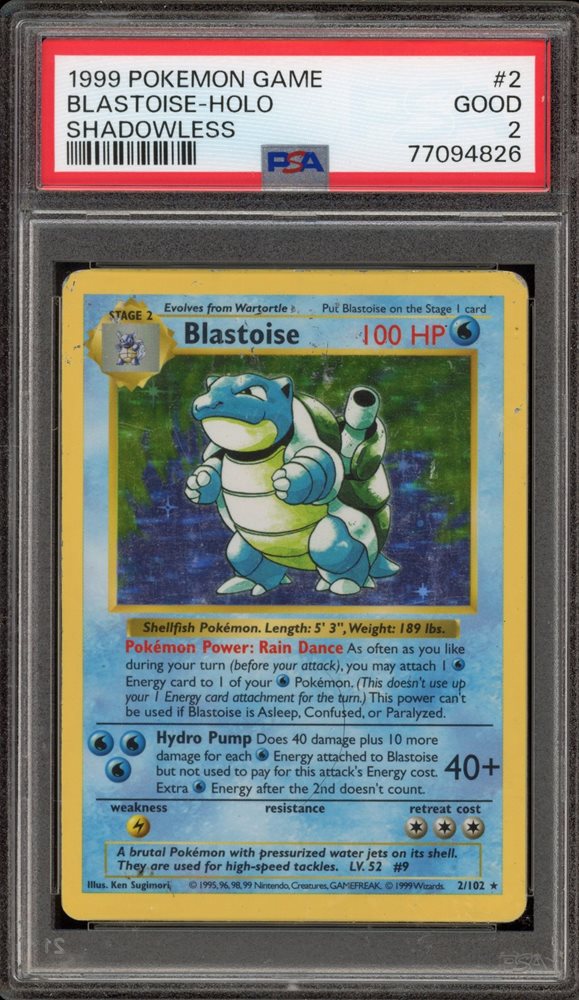 1999 POKEMON GAME #2
BLASTOISE-HOLO GOOD
SHADOWLESS 2
PSA 77094826
STAGE 2 Evolves from Wartortle Put Blastoise on the Stage 1 card
Blastoise 100 HP
Shellfish Pokémon. Length: 5' 3", Weight: 189 lbs.
Pokémon Power: Rain Dance As often as you like
during your turn (before your attack), you may attach 1
Energy card to 1 of your Pokémon. (This doesn't use up
your 1 Energy card attachment for the turn.) This power can't
be used if Blastoise is Asleep, Confused, or Paralyzed.
Hydro Pump Does 40 damage plus 10 more
damage for each Energy attached to Blastoise
but not used to pay for this attack's Energy cost. 40+
Extra Energy after the 2nd doesn't count.
weakness resistance retreat cost
A brutal Pokémon with pressurized water jets on its shell.
They are used for high-speed tackles. LV. 52 #9
Illus. Ken Sugimori © 1995, 96, 98, 99 Nintendo, Creatures, GAMEFREAK. © 1999 Wizards. 2/102 ★